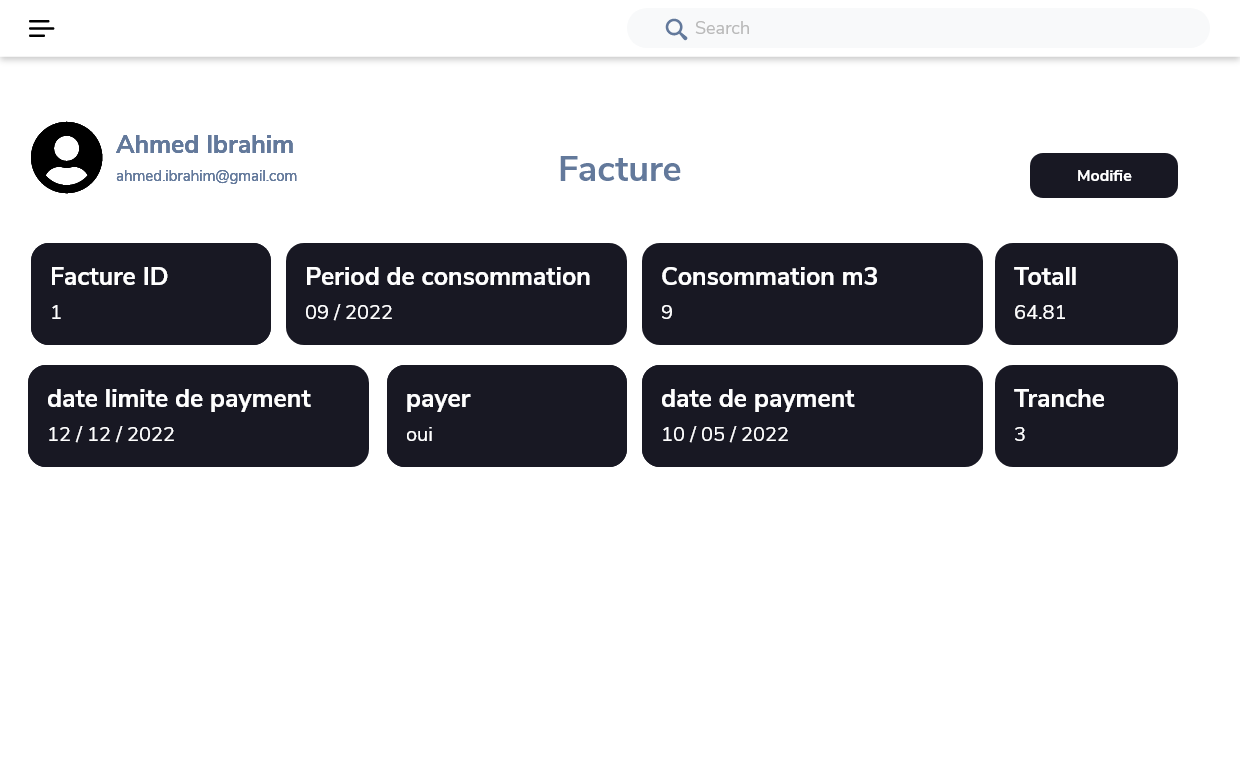 Search
Ahmed Ibrahim
ahmed.ibrahim@gmail.com
Facture
Modifie
Facture ID
1
Period de consommation
09 / 2022
Consommation m3
9
Totall
64.81
date limite de payment
12 / 12 / 2022
payer
oui
date de payment
10 / 05 / 2022
Tranche
3